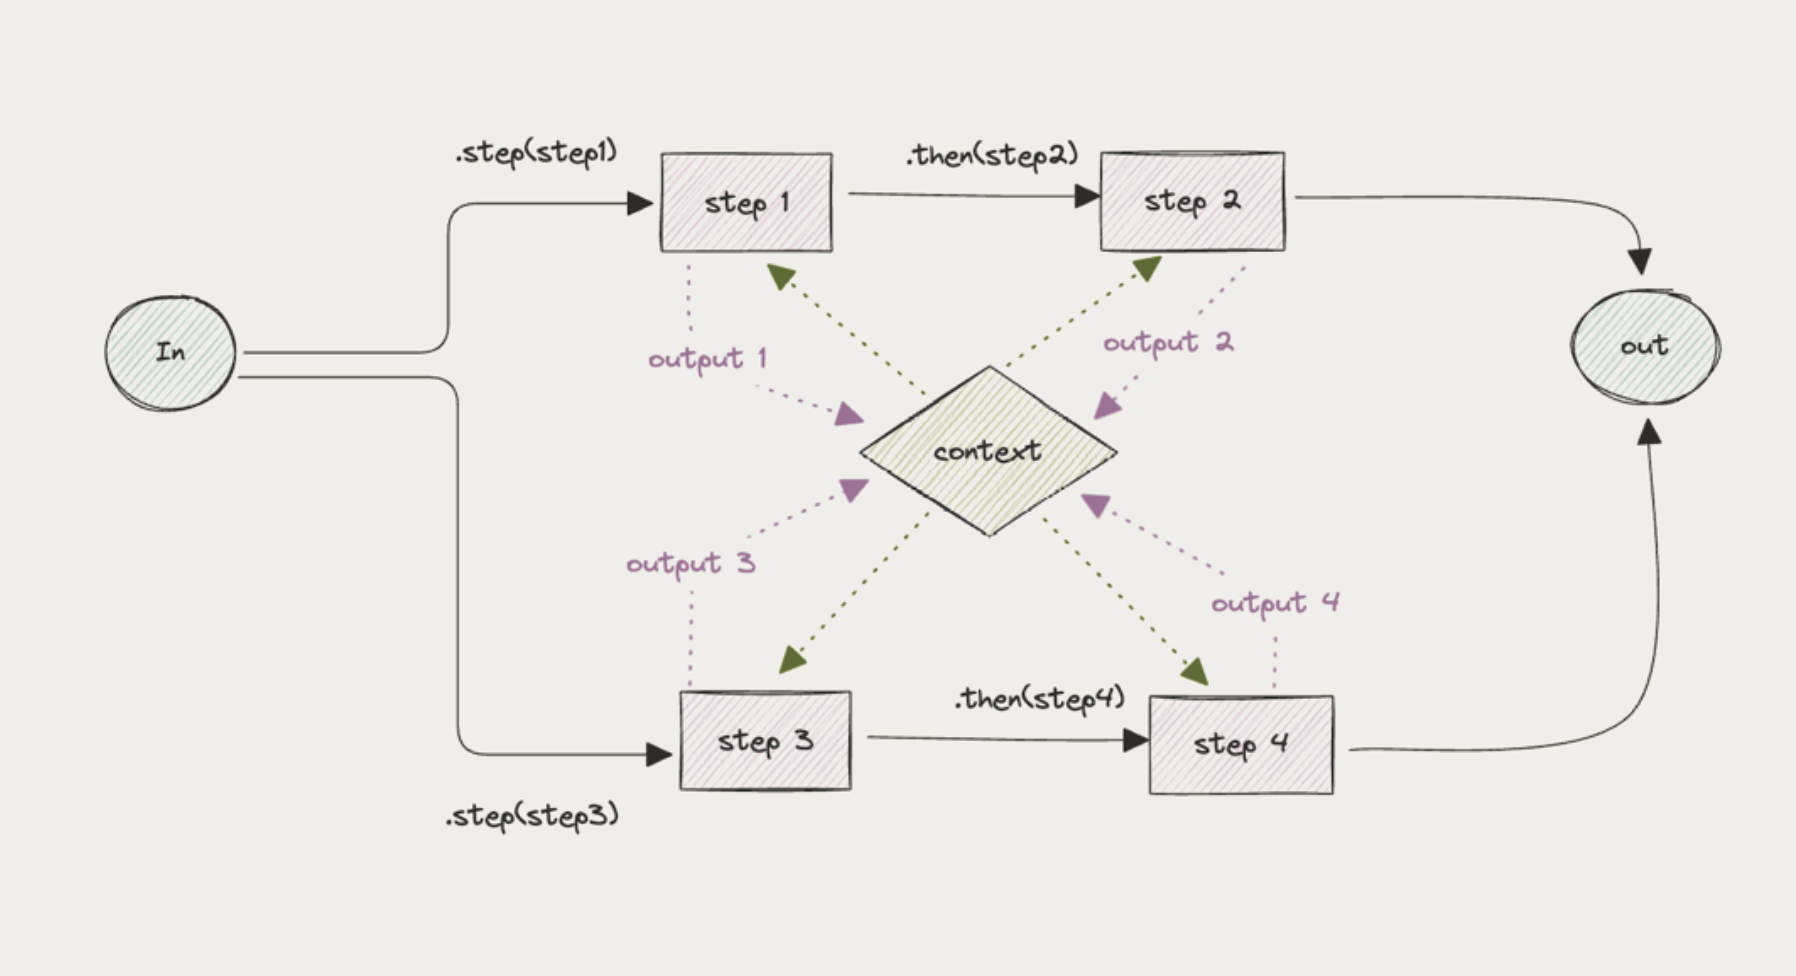 .step(step1)
.then(step2)
step 1
step 2
In
out
output 1
output 2
context
output 3
output 4
.then(step4)
step 3
step 4
.step(step3)